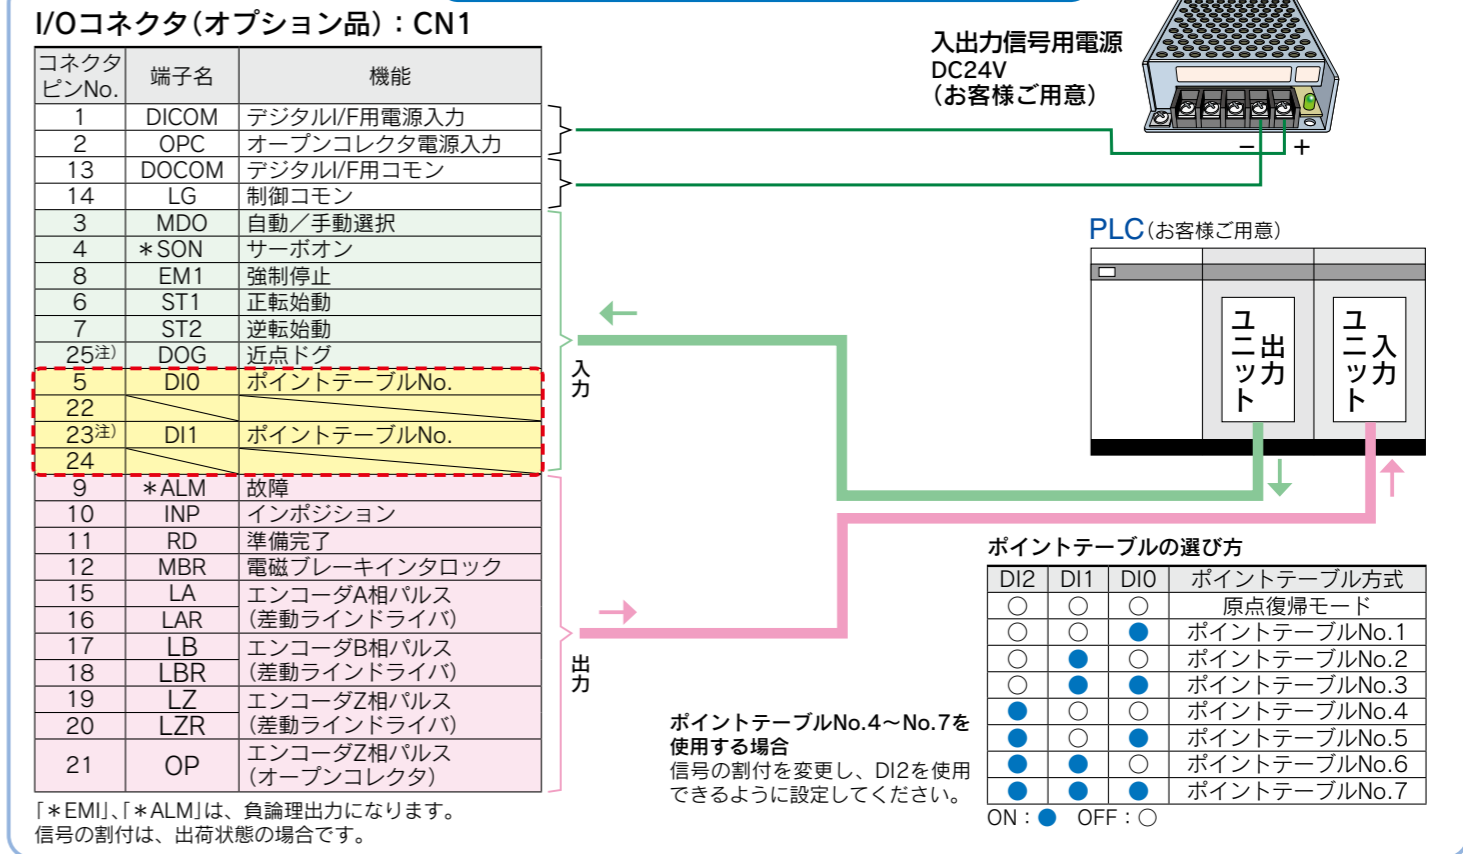 I/Oコネクタ（オプション品）：CN1
コネクタピンNo. 端子名 機能
1 DICOM デジタルI/F用電源入力
2 OPC オープンコレクタ電源入力
13 DOCOM デジタルI/F用コモン
14 LG 制御コモン
3 MDO 自動／手動選択
4 ＊SON サーボオン
8 EM1 強制停止
6 ST1 正転始動
7 ST2 逆転始動
25注） DOG 近点ドグ
5 DI0 ポイントテーブルNo.
22
23注） DI1 ポイントテーブルNo.
24
9 ＊ALM 故障
10 INP インポジション
11 RD 準備完了
12 MBR 電磁ブレーキインタロック
15 LA エンコーダA相パルス
16 LAR （差動ラインドライバ）
17 LB エンコーダB相パルス
18 LBR （差動ラインドライバ）
19 LZ エンコーダZ相パルス
20 LZR （差動ラインドライバ）
21 OP エンコーダZ相パルス
（オープンコレクタ）
「＊EMI」、「＊ALM」は、負論理出力になります。
信号の割付は、出荷状態の場合です。
入力
出力
入出力信号用電源
DC24V
（お客様ご用意）
− ＋
PLC（お客様ご用意）
出力ユニット
入力ユニット
ポイントテーブルNo.4～No.7を
使用する場合
信号の割付を変更し、DI2を使用
できるように設定してください。
ポイントテーブルの選び方
DI2 DI1 DI0 ポイントテーブル方式
○ ○ ○ 原点復帰モード
○ ○ ● ポイントテーブルNo.1
○ ● ○ ポイントテーブルNo.2
○ ● ● ポイントテーブルNo.3
● ○ ○ ポイントテーブルNo.4
● ○ ● ポイントテーブルNo.5
● ● ○ ポイントテーブルNo.6
● ● ● ポイントテーブルNo.7
ON：● OFF：○